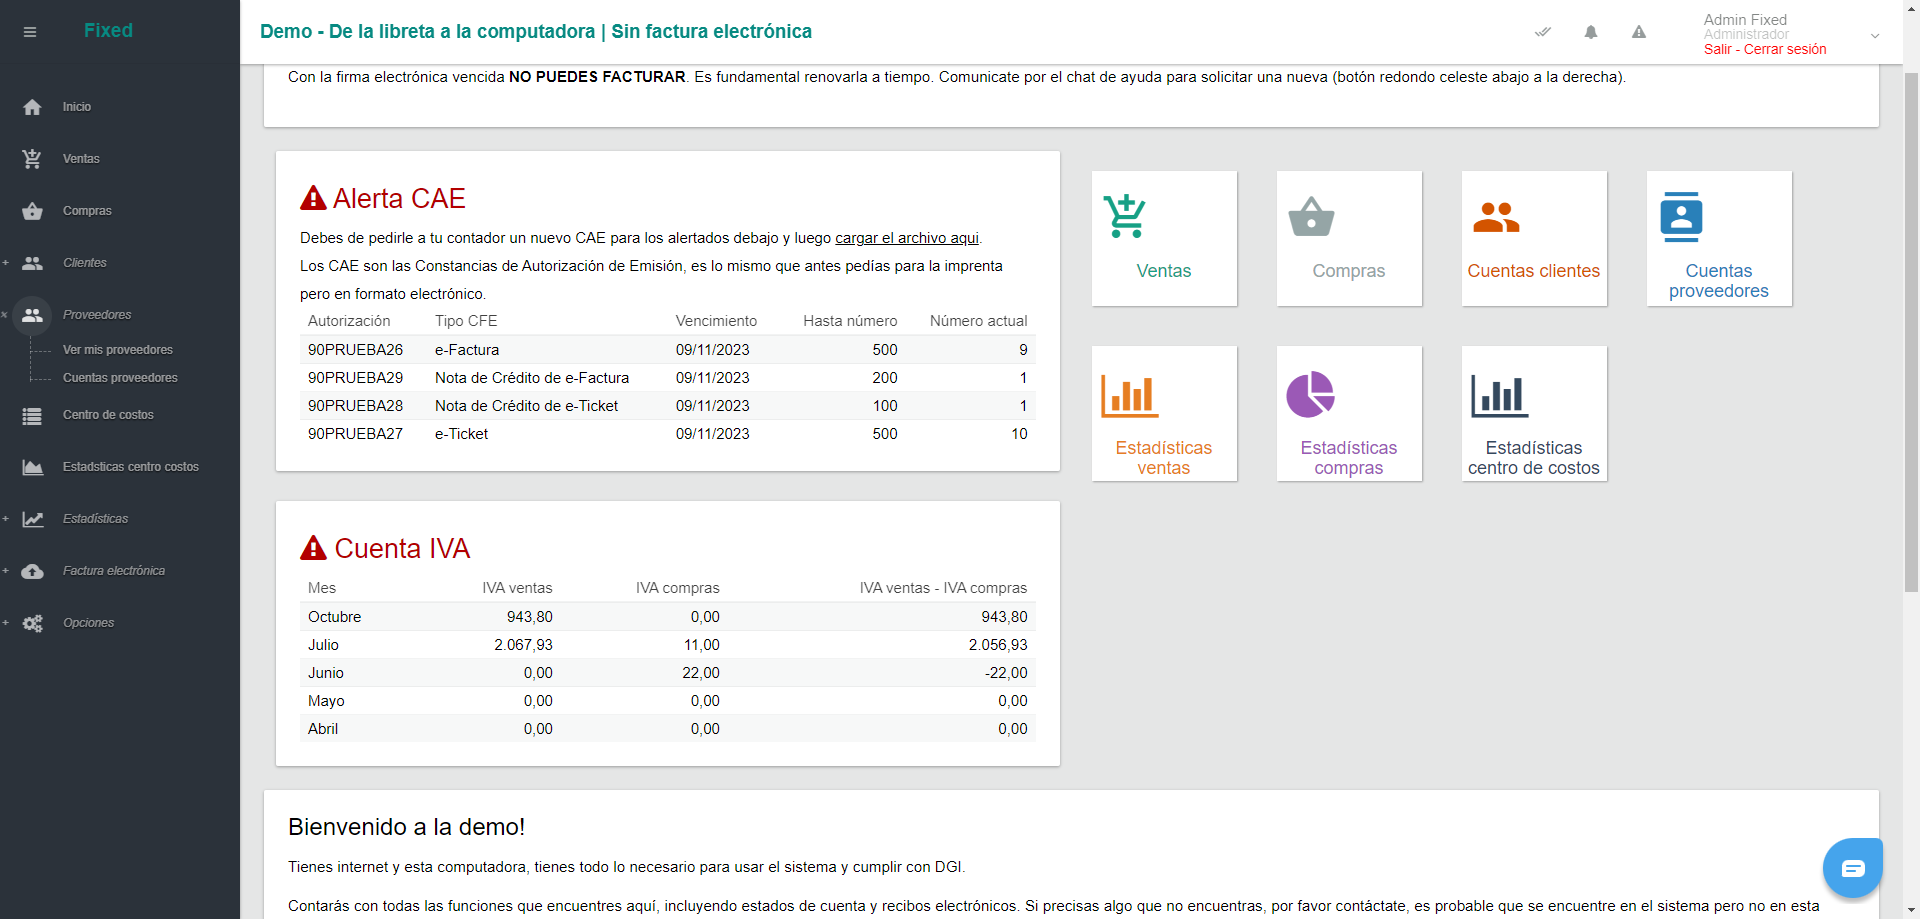 Fixed
Demo - De la libreta a la computadora | Sin factura electrónica
Admin Fixed
Administrador
Salir - Cerrar sesión
Inicio
Ventas
Compras
Clientes
Proveedores
Ver mis proveedores
Cuentas proveedores
Centro de costos
Estadsticas centro costos
Estadísticas
Factura electrónica
Opciones
Con la firma electrónica vencida NO PUEDES FACTURAR. Es fundamental renovarla a tiempo. Comunicate por el chat de ayuda para solicitar una nueva (botón redondo celeste abajo a la derecha).
Alerta CAE
Debes de pedirle a tu contador un nuevo CAE para los alertados debajo y luego cargar el archivo aqui.
Los CAE son las Constancias de Autorización de Emisión, es lo mismo que antes pedías para la imprenta
pero en formato electrónico.
Autorización Tipo CFE Vencimiento Hasta número Número actual
90PRUEBA26 e-Factura 09/11/2023 500 9
90PRUEBA29 Nota de Crédito de e-Factura 09/11/2023 200 1
90PRUEBA28 Nota de Crédito de e-Ticket 09/11/2023 100 1
90PRUEBA27 e-Ticket 09/11/2023 500 10
Ventas
Compras
Cuentas clientes
Cuentas
proveedores
Estadísticas
ventas
Estadísticas
compras
Estadísticas
centro de costos
Cuenta IVA
Mes IVA ventas IVA compras IVA ventas - IVA compras
Octubre 943,80 0,00 943,80
Julio 2.067,93 11,00 2.056,93
Junio 0,00 22,00 -22,00
Mayo 0,00 0,00 0,00
Abril 0,00 0,00 0,00
Bienvenido a la demo!
Tienes internet y esta computadora, tienes todo lo necesario para usar el sistema y cumplir con DGI.
Contarás con todas las funciones que encuentres aquí, incluyendo estados de cuenta y recibos electrónicos. Si precisas algo que no encuentras, por favor contáctate, es probable que se encuentre en el sistema pero no en esta